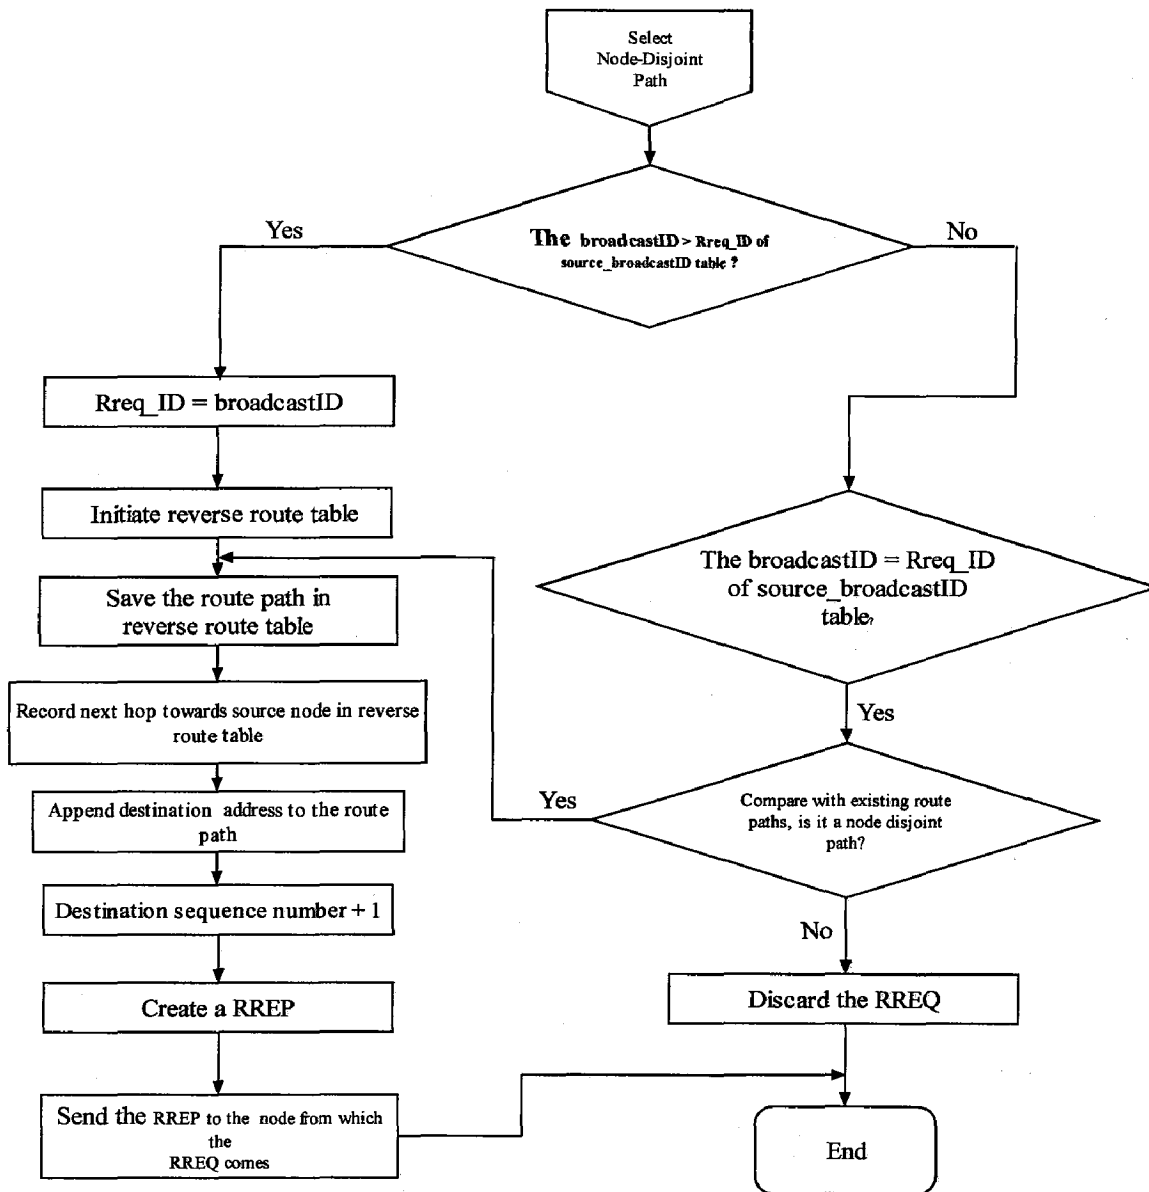 Select
Node-Disjoint
Path
Yes
No
The broadcastID > Rreq_ID of
source_broadcastID table ?
Rreq_ID = broadcastID
Initiate reverse route table
Save the route path in
reverse route table
Record next hop towards source node in reverse
route table
Append destination address to the route
path
Destination sequence number + 1
Create a RREP
Send the RREP to the node from which
the
RREQ comes
The broadcastID = Rreq_ID
of source_broadcastID
table?
Yes
Compare with existing route
paths, is it a node disjoint
path?
Yes
No
Discard the RREQ
End